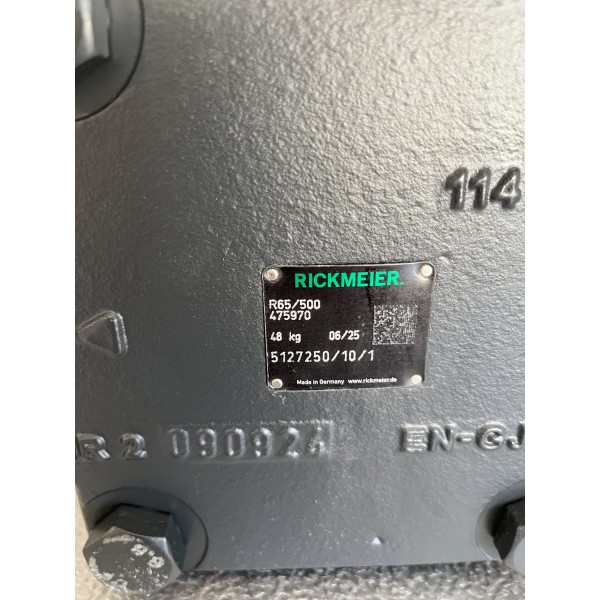 114
RICKMEIER.
R65/500
475970
48 kg 06/25
5127250/10/1
Made in Germany www.rickmeier.de
R 2 090924 EN-GJ